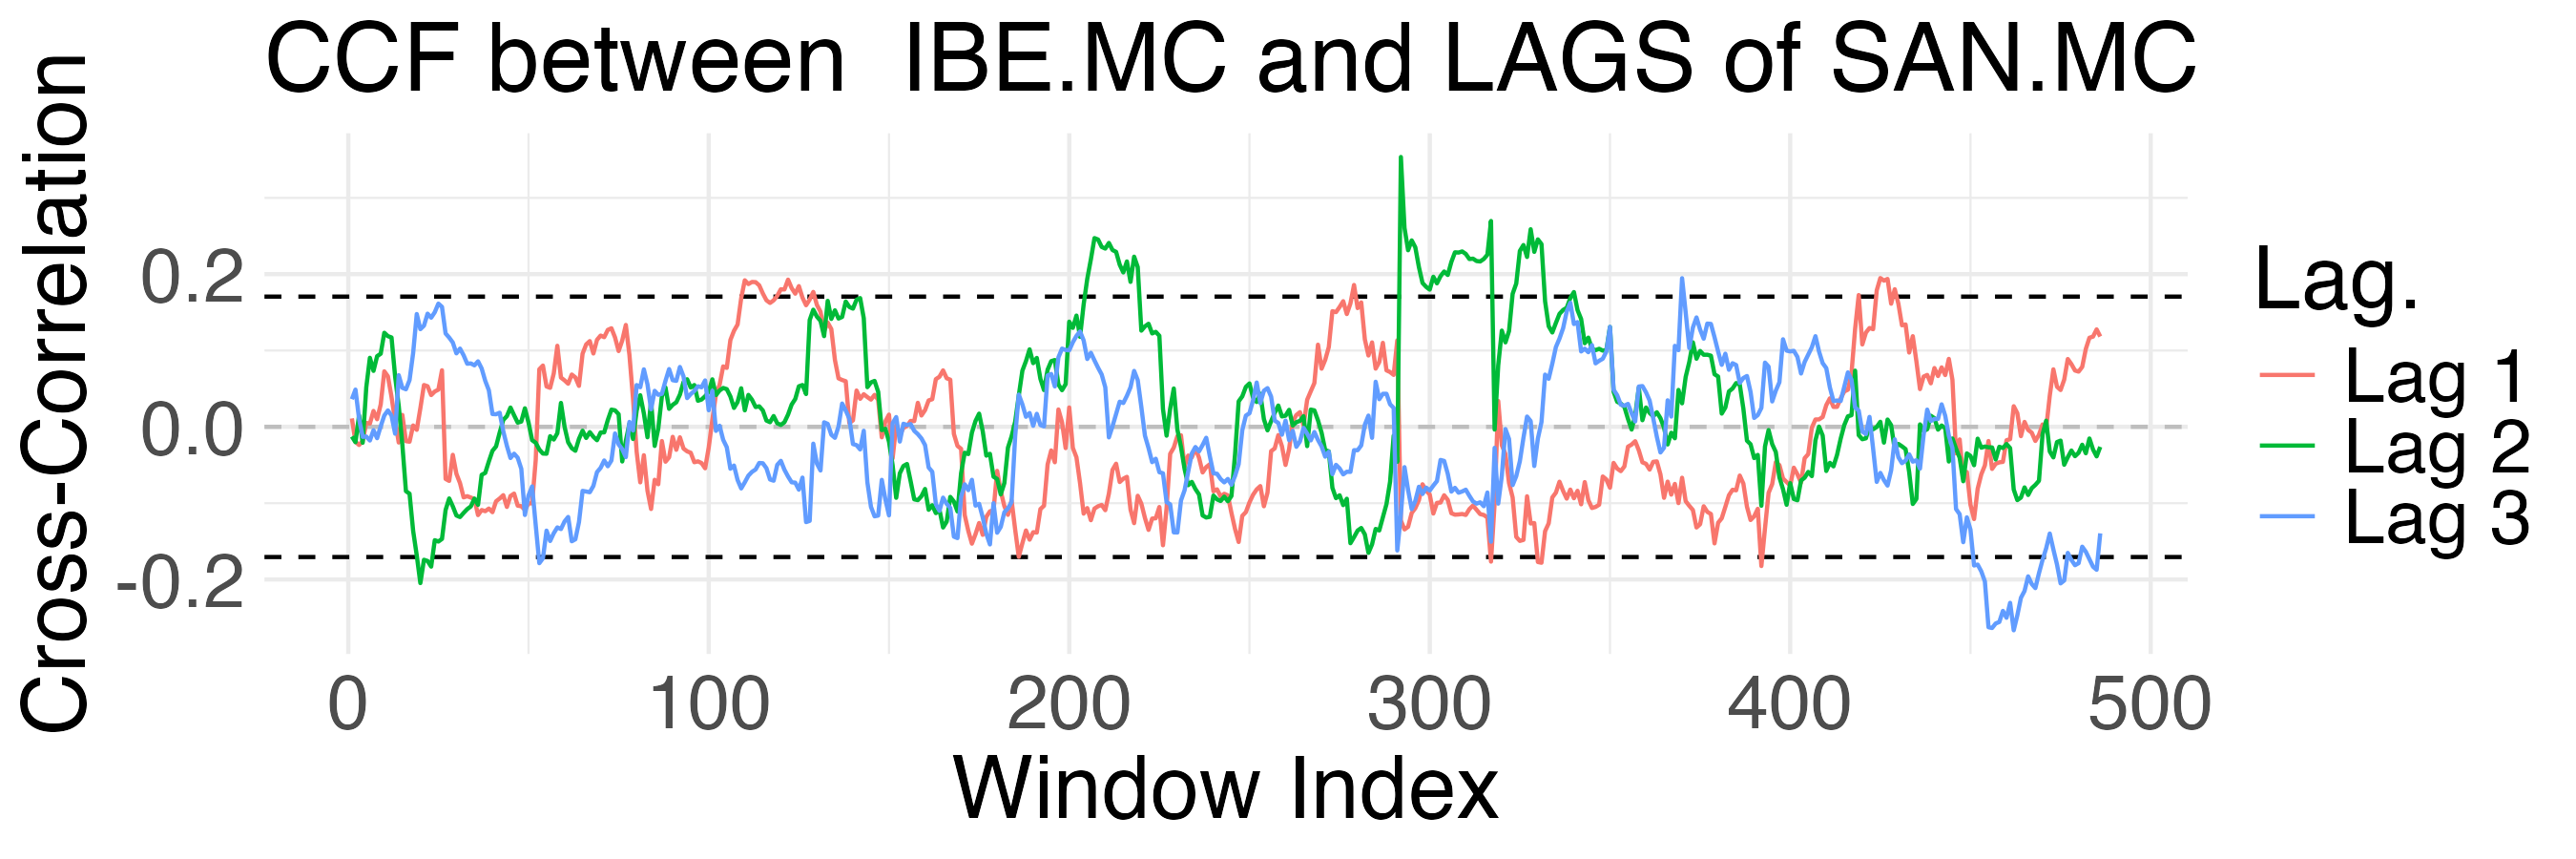 CCF between  IBE.MC and LAGS of SAN.MC
Cross-Correlation
0.2
0.0
-0.2
0 100 200 300 400 500
Window Index
Lag.
Lag 1
Lag 2
Lag 3